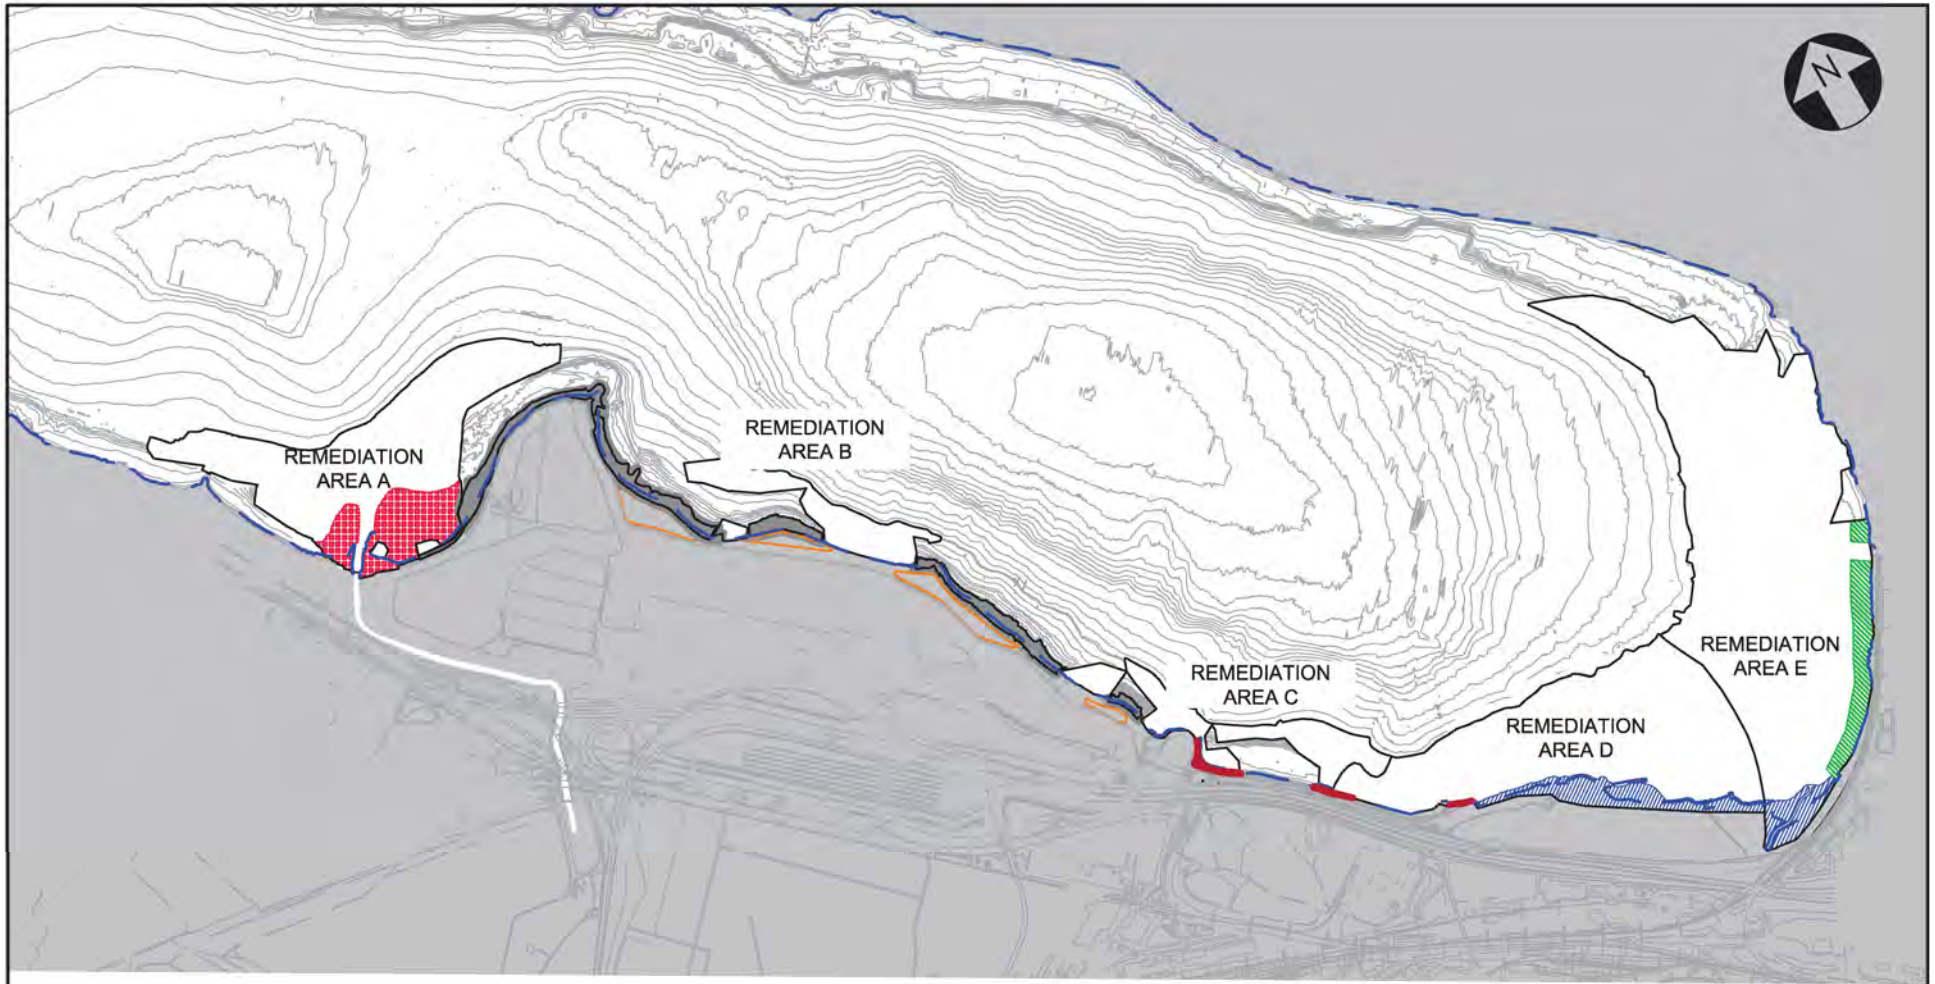 N
REMEDIATION
AREA A
REMEDIATION
AREA B
REMEDIATION
AREA C
REMEDIATION
AREA D
REMEDIATION
AREA E